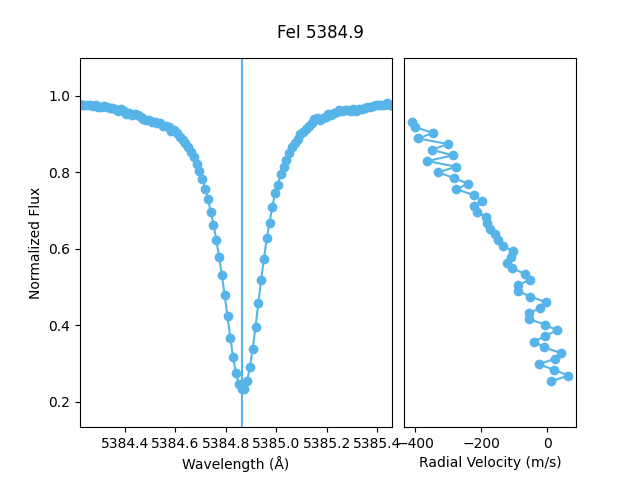 FeI 5384.9
Normalized Flux
1.0
0.8
0.6
0.4
0.2
5384.4 5384.6 5384.8 5385.0 5385.2 5385.4
−400 −200 0
Wavelength (Å)
Radial Velocity (m/s)